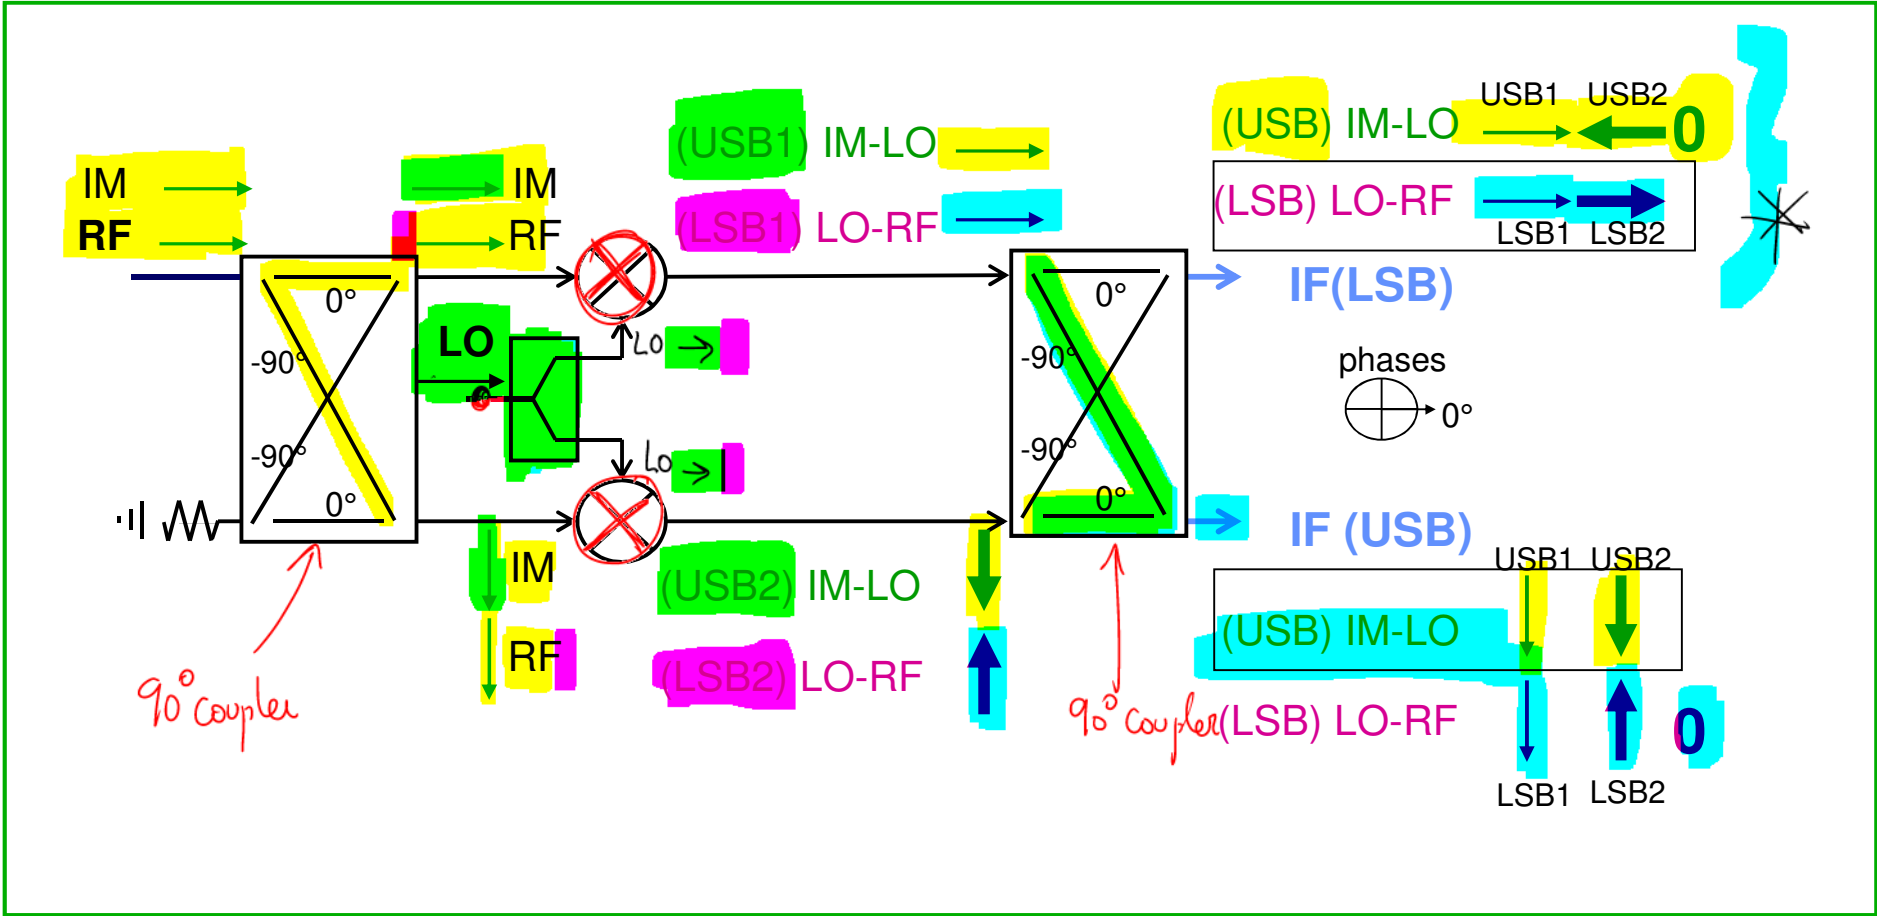 USB1 USB2
(USB) IM-LO 0
(LSB) LO-RF
LSB1 LSB2
IF(LSB)
(USB1) IM-LO
(LSB1) LO-RF
IM
RF
IM
RF
0°
-90°
-90°
0°
LO
LO
LO
0°
-90°
-90°
0°
phases
0°
IM
RF
(USB2) IM-LO
(LSB2) LO-RF
IF (USB)
USB1 USB2
(USB) IM-LO
(LSB) LO-RF 0
LSB1 LSB2
90° coupler
90° coupler